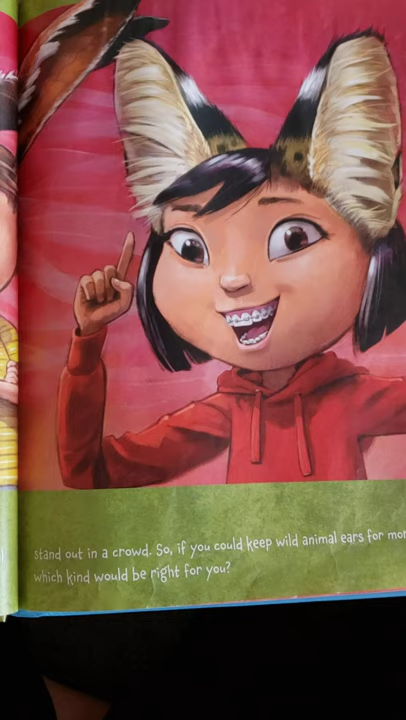 stand out in a crowd. So, if you could keep wild animal ears for
which kind would be right for you?